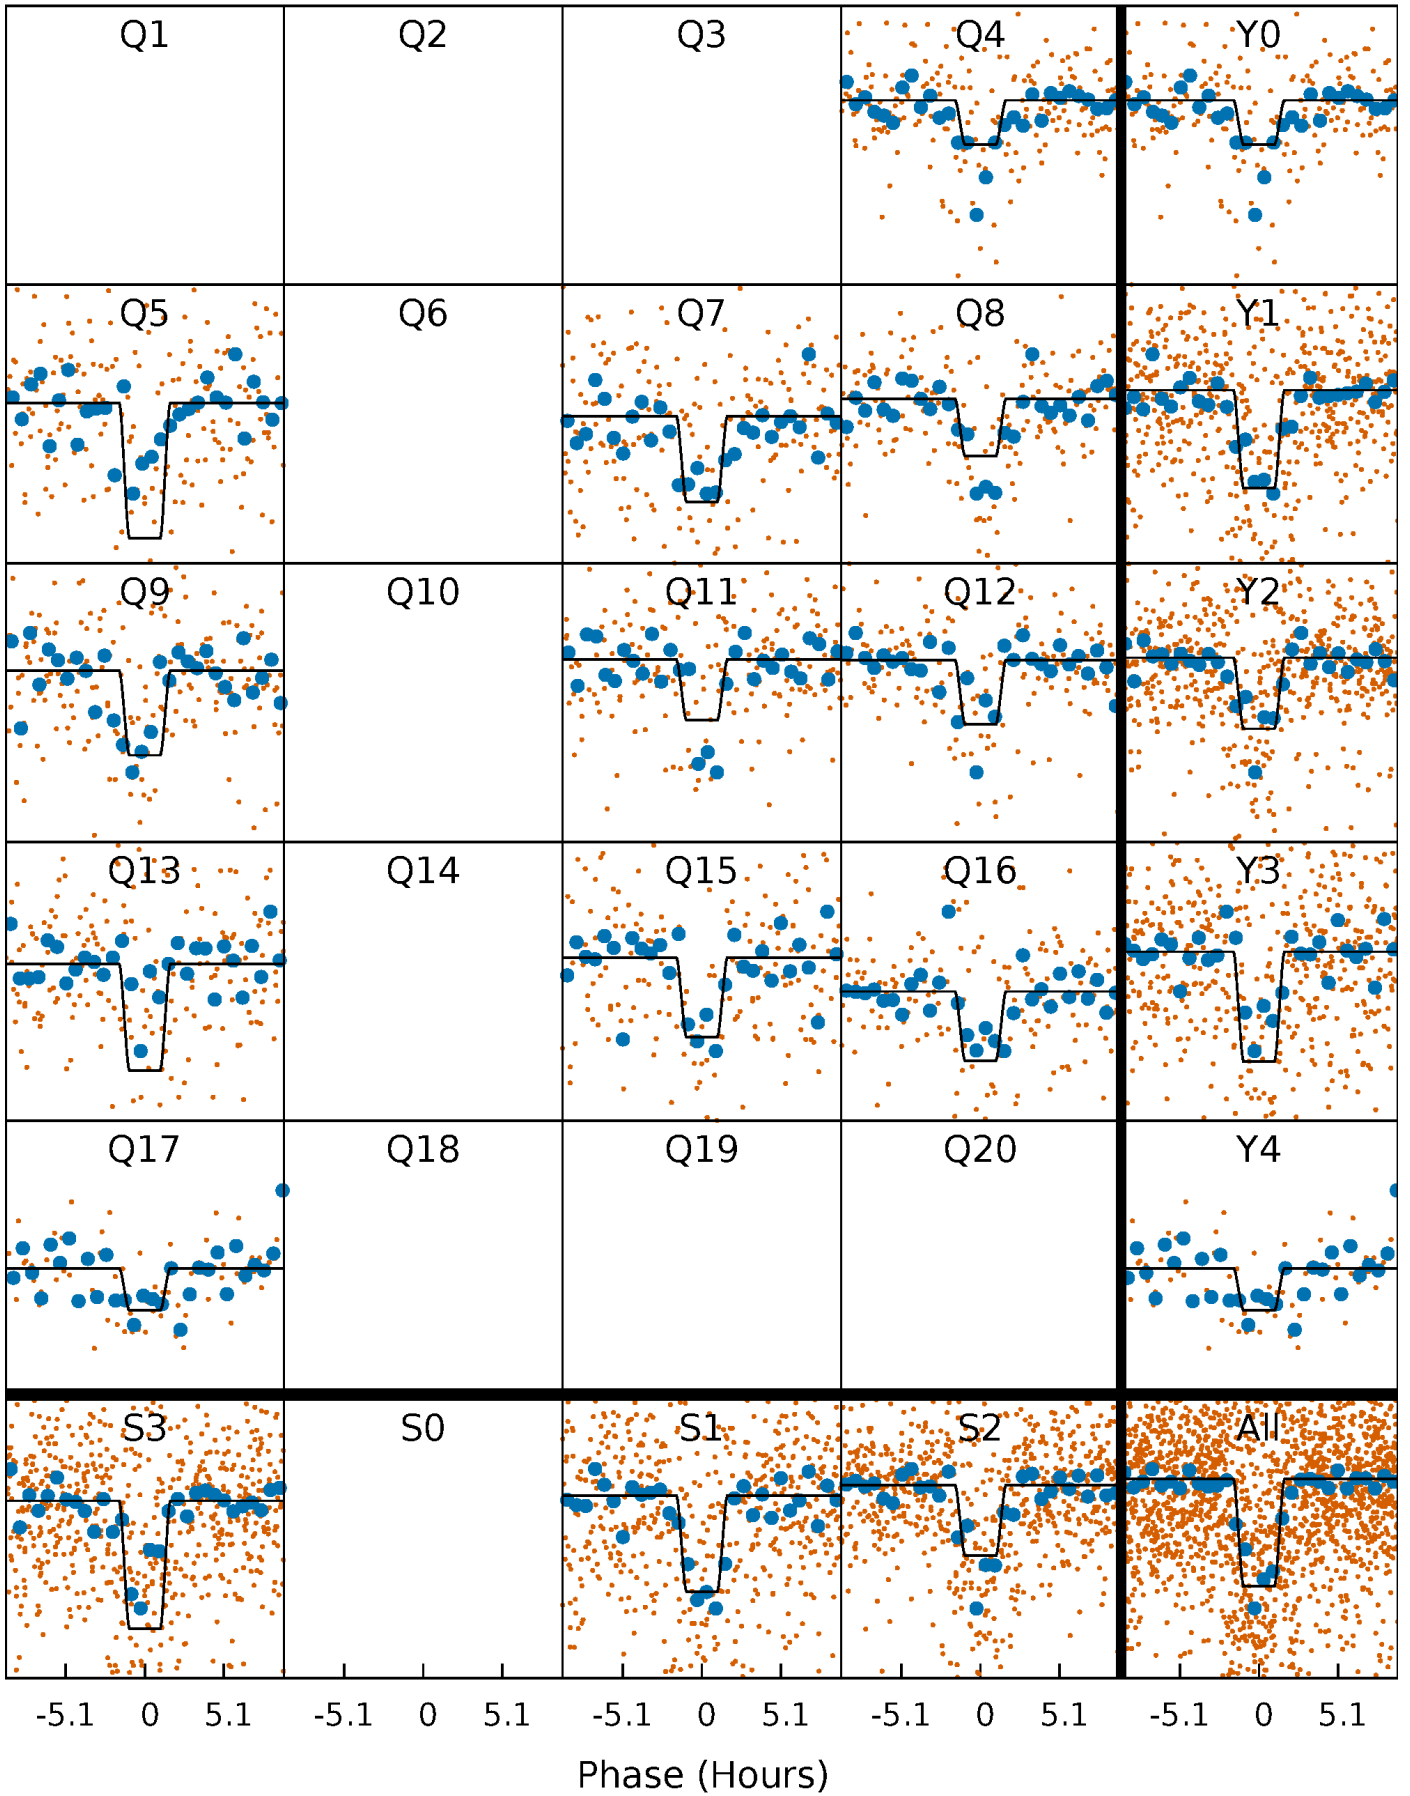 Q1 Q2 Q3 Q4 Y0
Q5 Q6 Q7 Q8 Y1
Q9 Q10 Q11 Q12 Y2
Q13 Q14 Q15 Q16 Y3
Q17 Q18 Q19 Q20 Y4
S3 S0 S1 S2 All
-5.1 0 5.1 -5.1 0 5.1 -5.1 0 5.1 -5.1 0 5.1 -5.1 0 5.1
Phase (Hours)